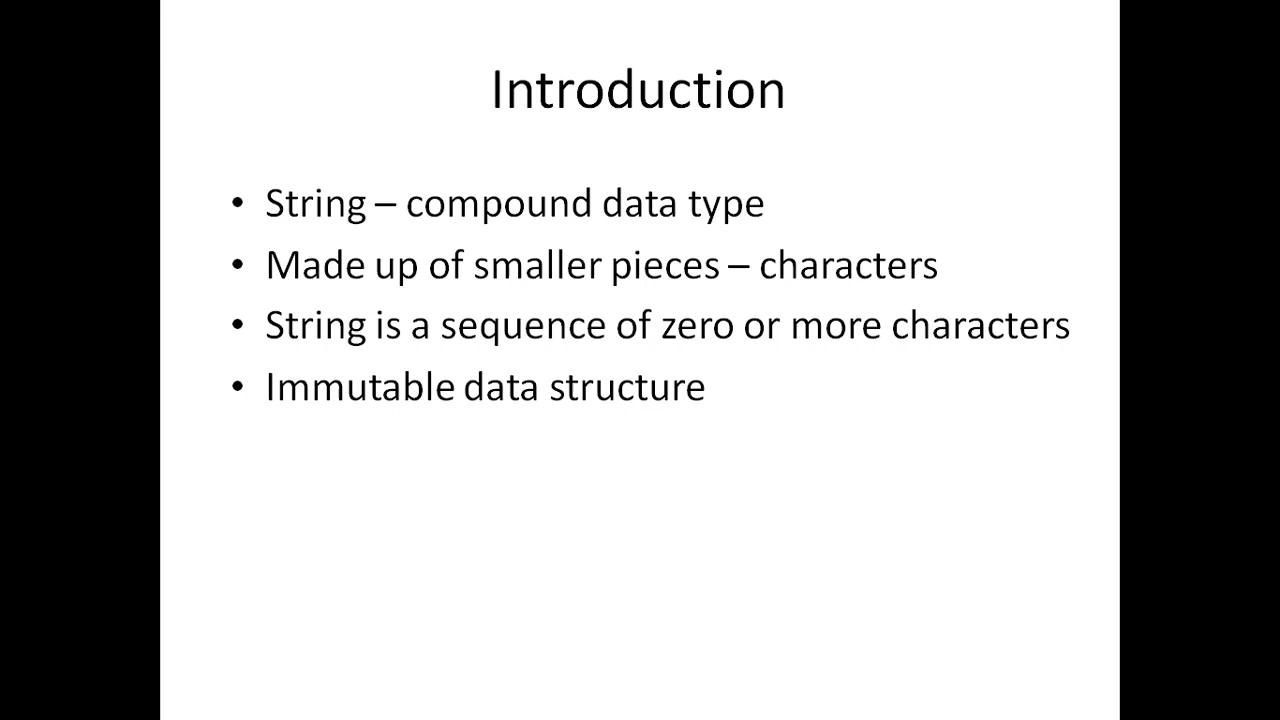 Introduction
• String – compound data type
• Made up of smaller pieces – characters
• String is a sequence of zero or more characters
• Immutable data structure